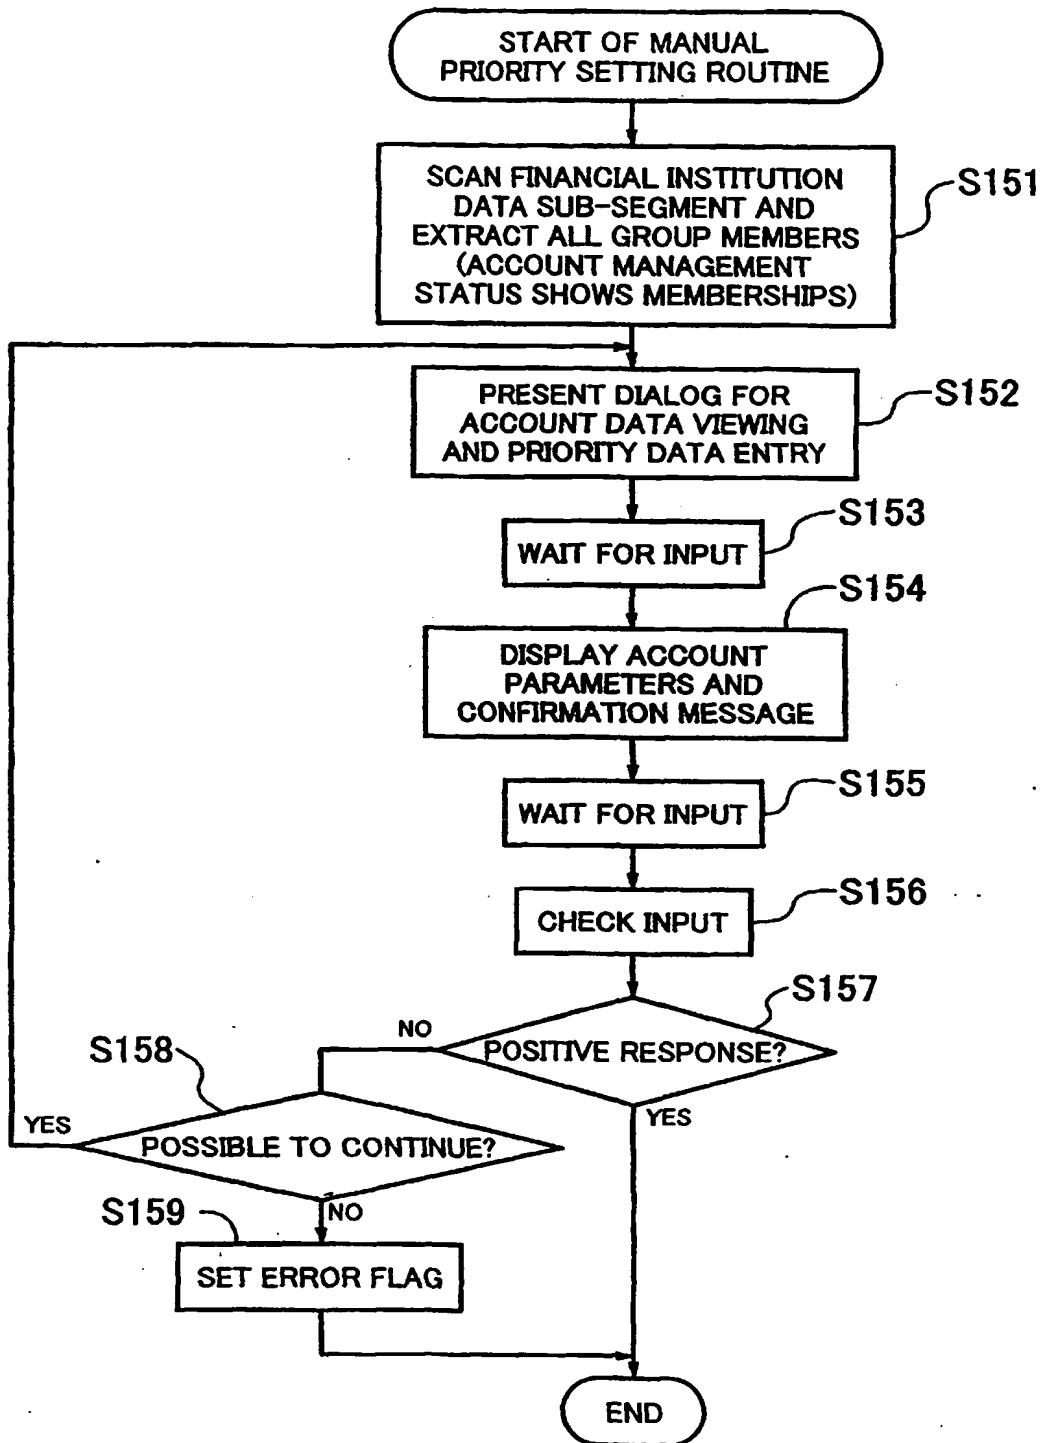 START OF MANUAL
PRIORITY SETTING ROUTINE
SCAN FINANCIAL INSTITUTION
DATA SUB-SEGMENT AND
EXTRACT ALL GROUP MEMBERS
(ACCOUNT MANAGEMENT
STATUS SHOWS MEMBERSHIPS)
S151
PRESENT DIALOG FOR
ACCOUNT DATA VIEWING
AND PRIORITY DATA ENTRY
S152
WAIT FOR INPUT
S153
DISPLAY ACCOUNT
PARAMETERS AND
CONFIRMATION MESSAGE
S154
WAIT FOR INPUT
S155
CHECK INPUT
S156
POSITIVE RESPONSE?
S157
NO
YES
S158
POSSIBLE TO CONTINUE?
YES
NO
S159
SET ERROR FLAG
END